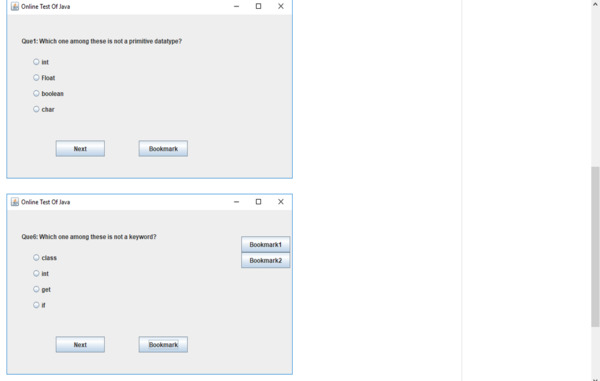 Online Test Of Java
Que1: Which one among these is not a primitive datatype?
int
Float
boolean
char
Next Bookmark
Online Test Of Java
Que6: Which one among these is not a keyword?
Bookmark1
class
Bookmark2
int
get
if
Next Bookmark